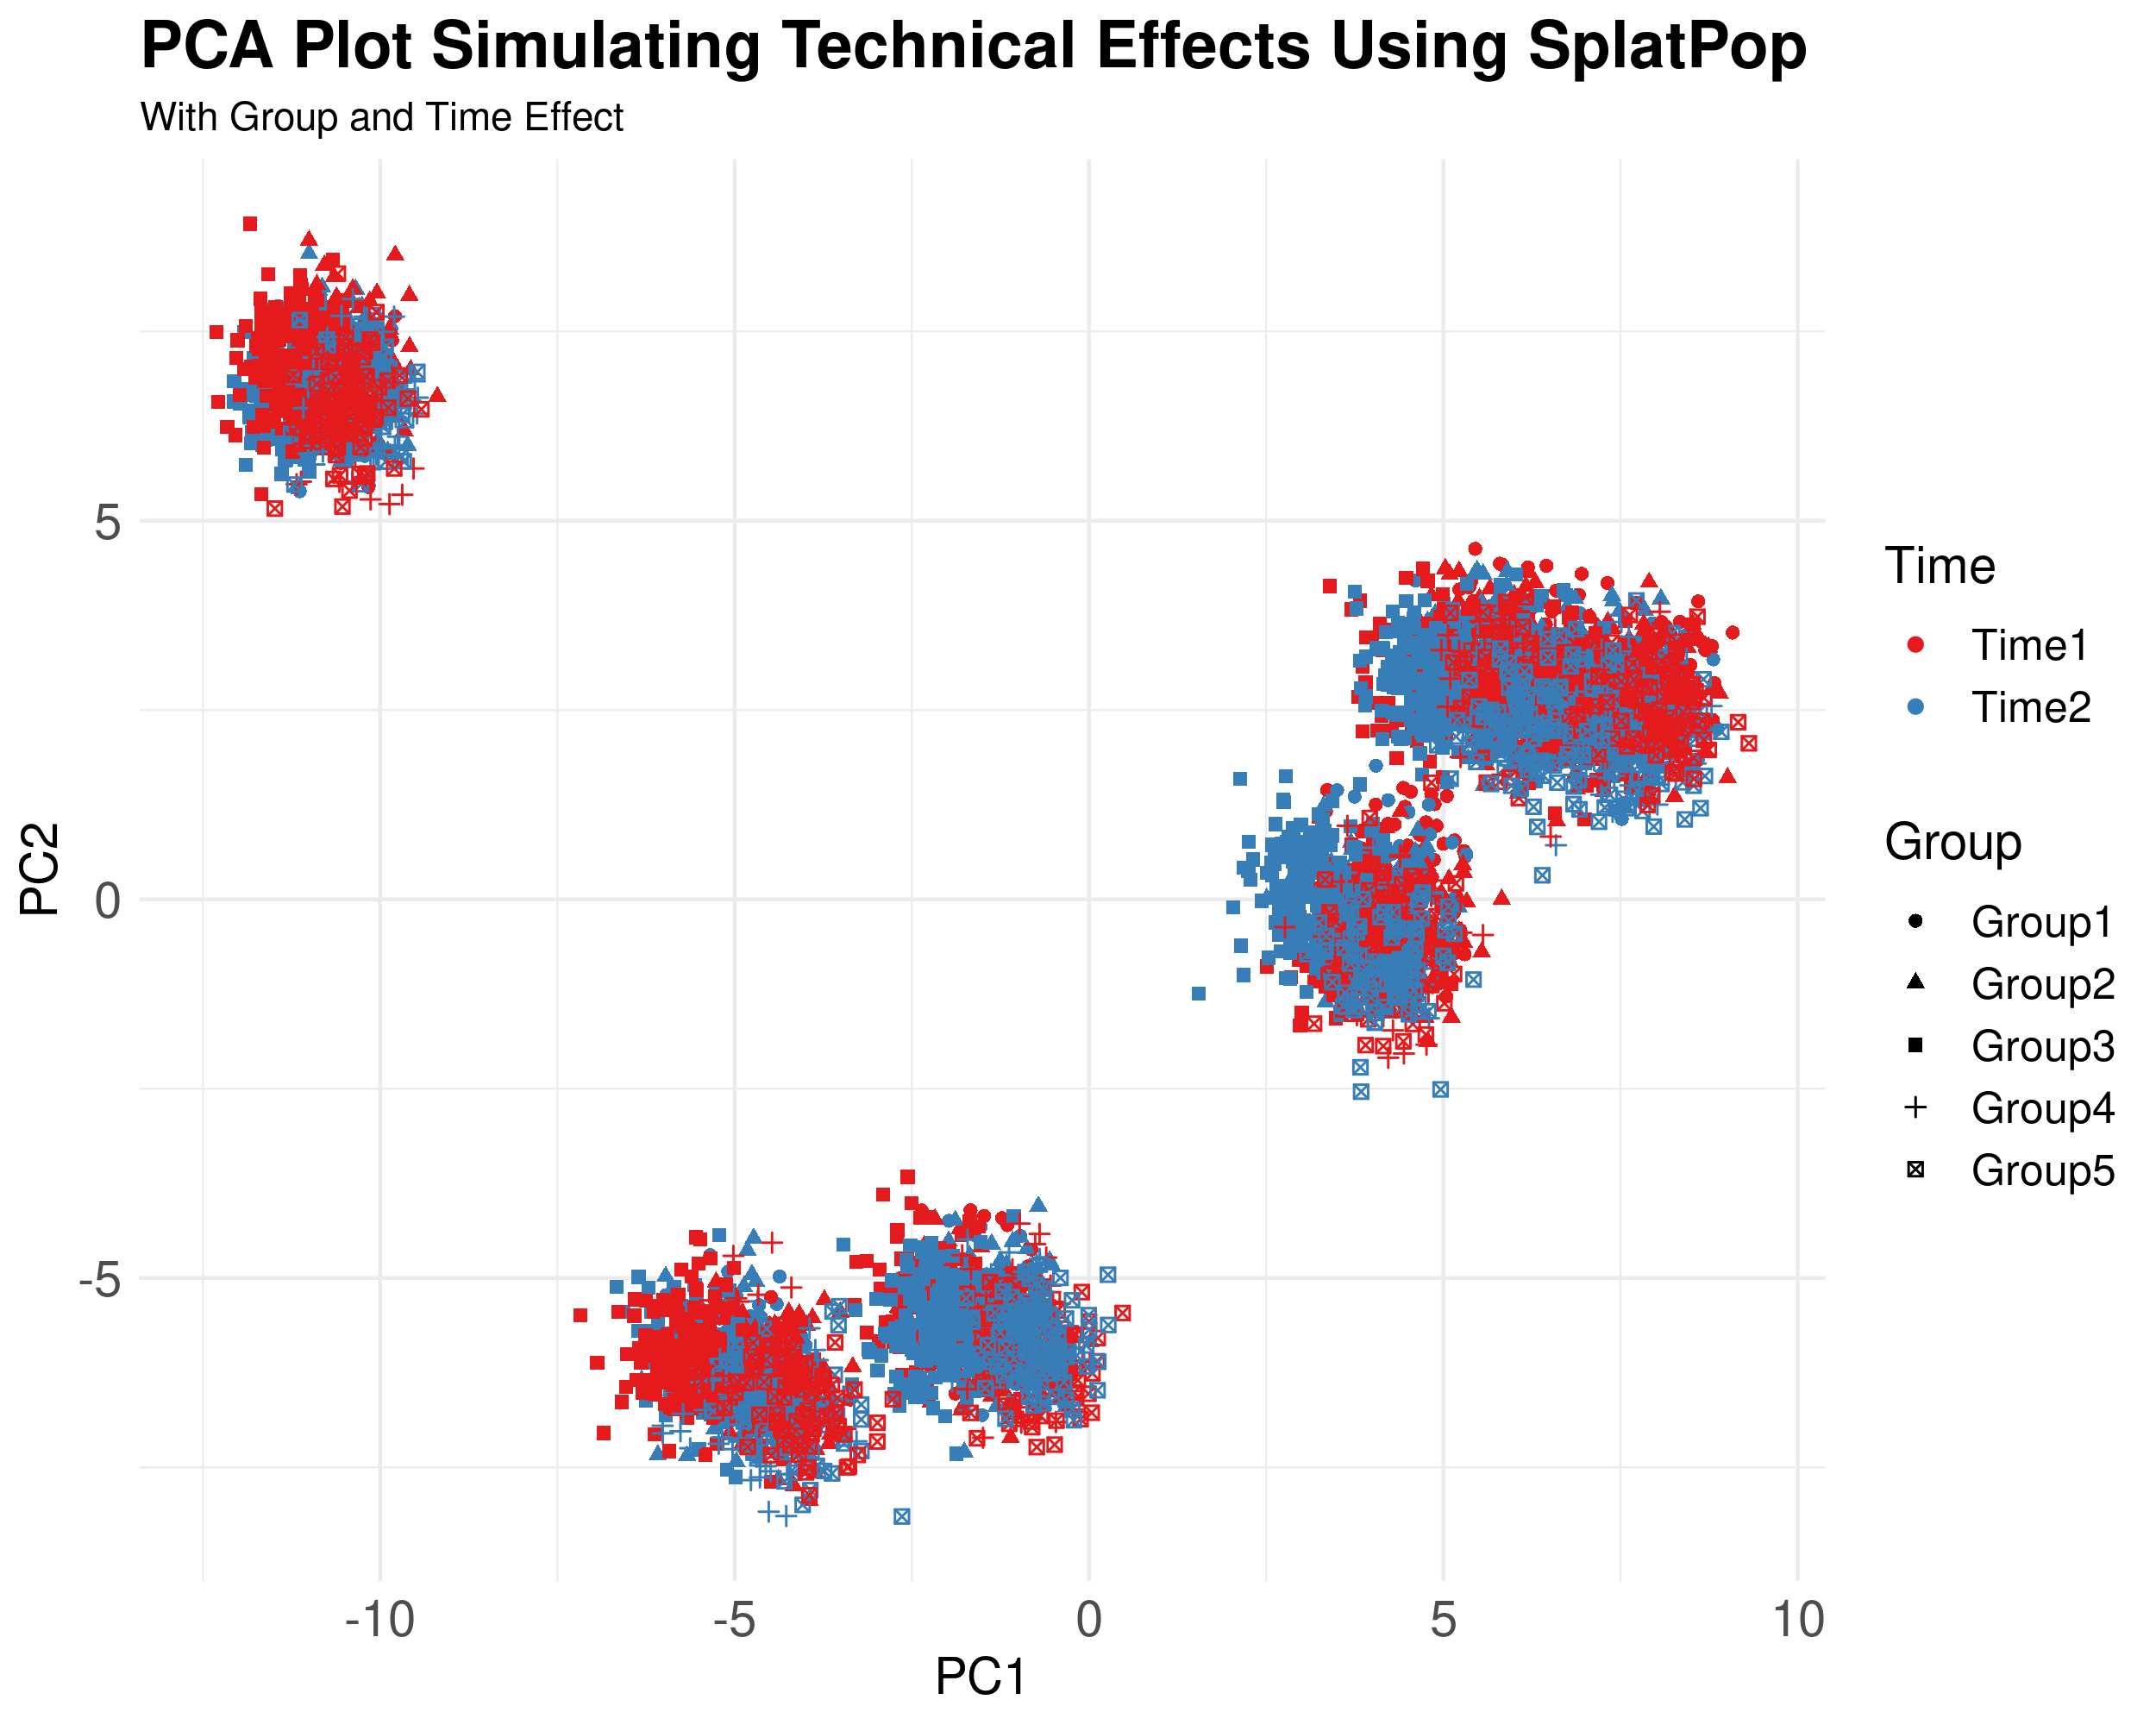 PCA Plot Simulating Technical Effects Using SplatPop
With Group and Time Effect
PC2
5
0
-5
-10
-5
0
5
10
PC1
Time
Time1
Time2
Group
Group1
Group2
Group3
Group4
Group5